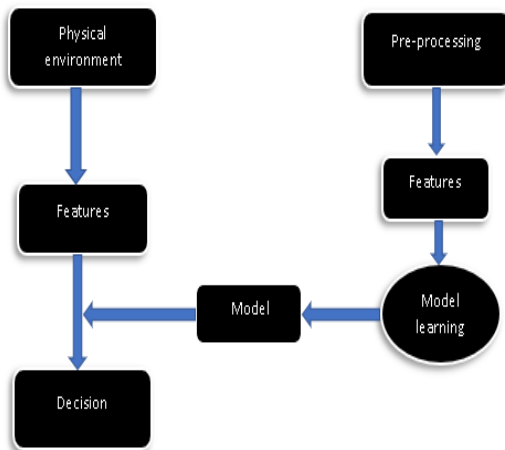 Physical
environment
Pre-processing
Features
Features
Model
Model
learning
Decision